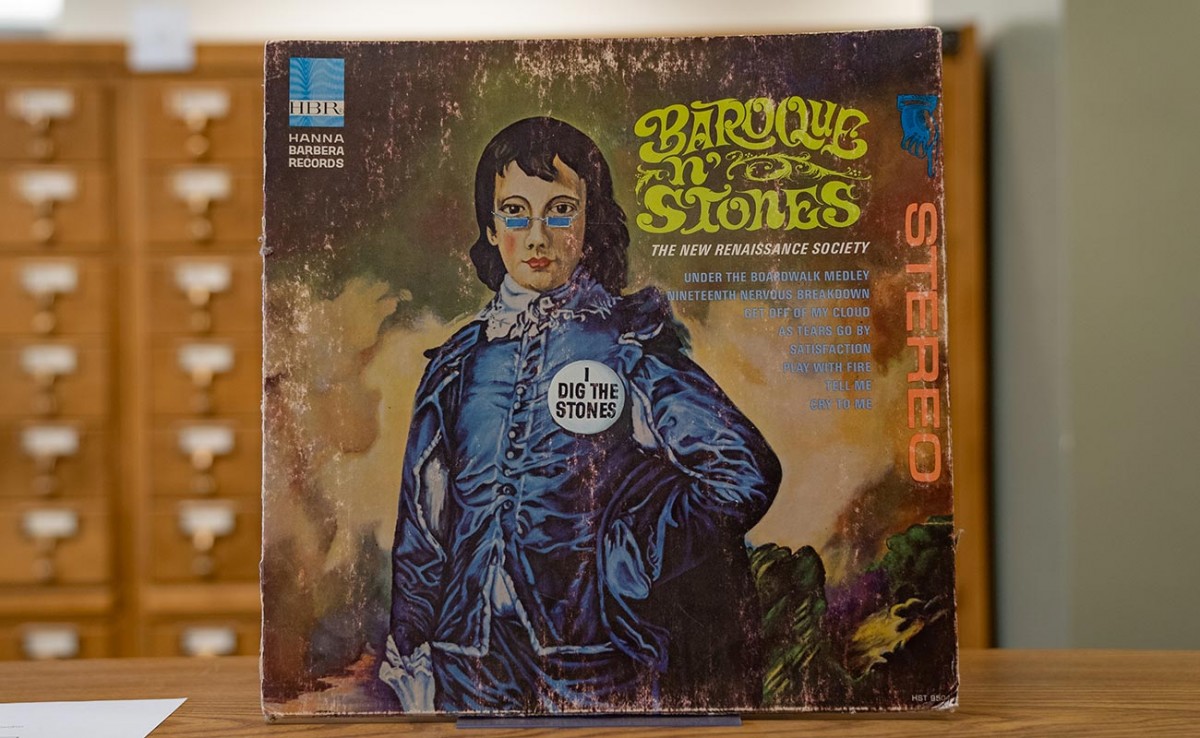 HBR
HANNA
BARBERA
RECORDS
BAROQUE
N'
STONES
THE NEW RENAISSANCE SOCIETY
UNDER THE BOARDWALK MEDLEY
NINETEENTH NERVOUS BREAKDOWN
GET OFF OF MY CLOUD
AS TEARS GO BY
SATISFACTION
PLAY WITH FIRE
TELL ME
CRY TO ME
STEREO
I
DIG THE
STONES
HST